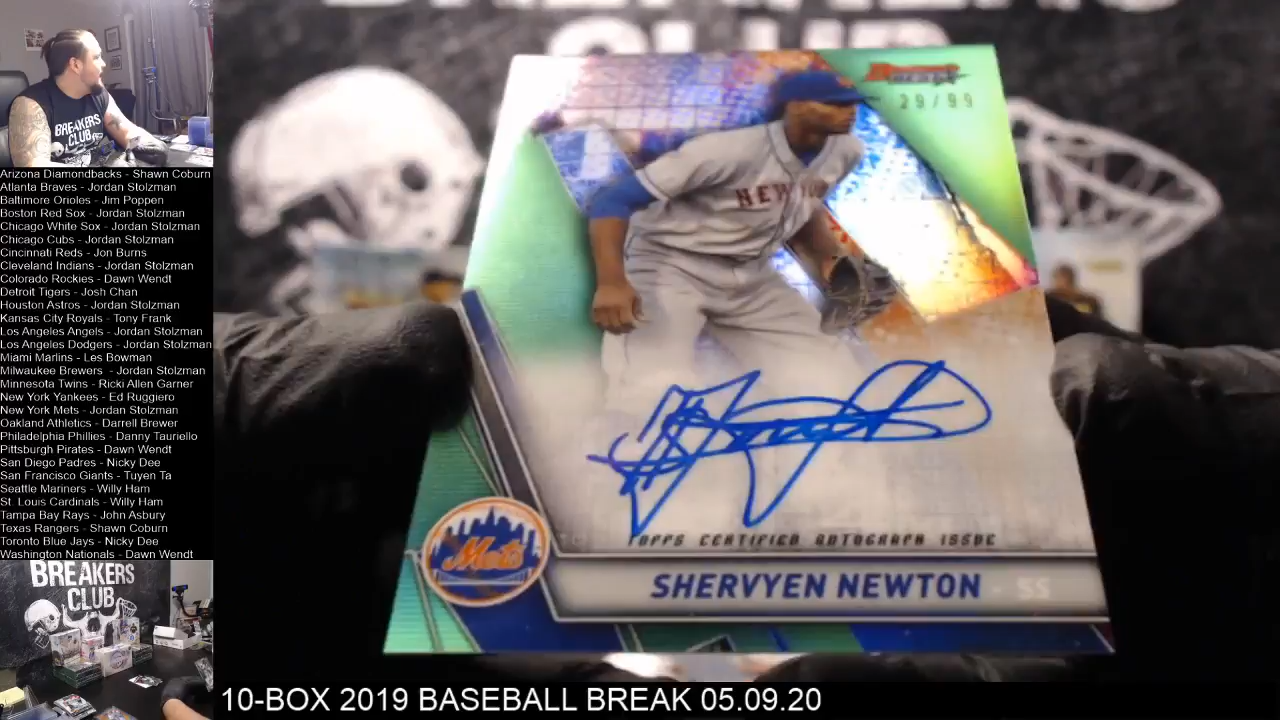 BREAKERS
CLUB
Arizona Diamondbacks - Shawn Coburn
Atlanta Braves - Jordan Stolzman
Baltimore Orioles - Jim Poppen
Boston Red Sox - Jordan Stolzman
Chicago White Sox - Jordan Stolzman
Chicago Cubs - Jordan Stolzman
Cincinnati Reds - Jon Burns
Cleveland Indians - Jordan Stolzman
Colorado Rockies - Dawn Wendt
Detroit Tigers - Josh Chan
Houston Astros - Jordan Stolzman
Kansas City Royals - Tony Frank
Los Angeles Angels - Jordan Stolzman
Los Angeles Dodgers - Jordan Stolzman
Miami Marlins - Les Bowman
Milwaukee Brewers - Jordan Stolzman
Minnesota Twins - Ricki Allen Garner
New York Yankees - Ed Ruggiero
New York Mets - Jordan Stolzman
Oakland Athletics - Darrell Brewer
Philadelphia Phillies - Danny Tauriello
Pittsburgh Pirates - Dawn Wendt
San Diego Padres - Nicky Dee
San Francisco Giants - Tuyen Ta
Seattle Mariners - Willy Ham
St. Louis Cardinals - Willy Ham
Tampa Bay Rays - John Asbury
Texas Rangers - Shawn Coburn
Toronto Blue Jays - Nicky Dee
Washington Nationals - Dawn Wendt
BREAKERS
CLUB
CLUB
29/99
NEW YORK
TOPPS CERTIFIED AUTOGRAPH ISSUE
Mets
SHERVYEN NEWTON - SS
10-BOX 2019 BASEBALL BREAK 05.09.20